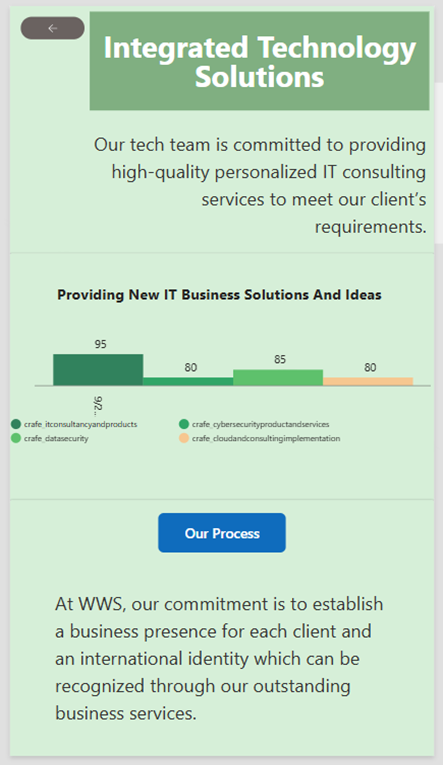 Integrated Technology
Solutions
Our tech team is committed to providing
high-quality personalized IT consulting
services to meet our client's
requirements.
Providing New IT Business Solutions And Ideas
95
80
85
80
9/2...
crafe_itconsultancyandproducts
crafe_cybersecurityproductandservices
crafe_datasecurity
crafe_cloudandconsultingimplementation
Our Process
At WWS, our commitment is to establish
a business presence for each client and
an international identity which can be
recognized through our outstanding
business services.